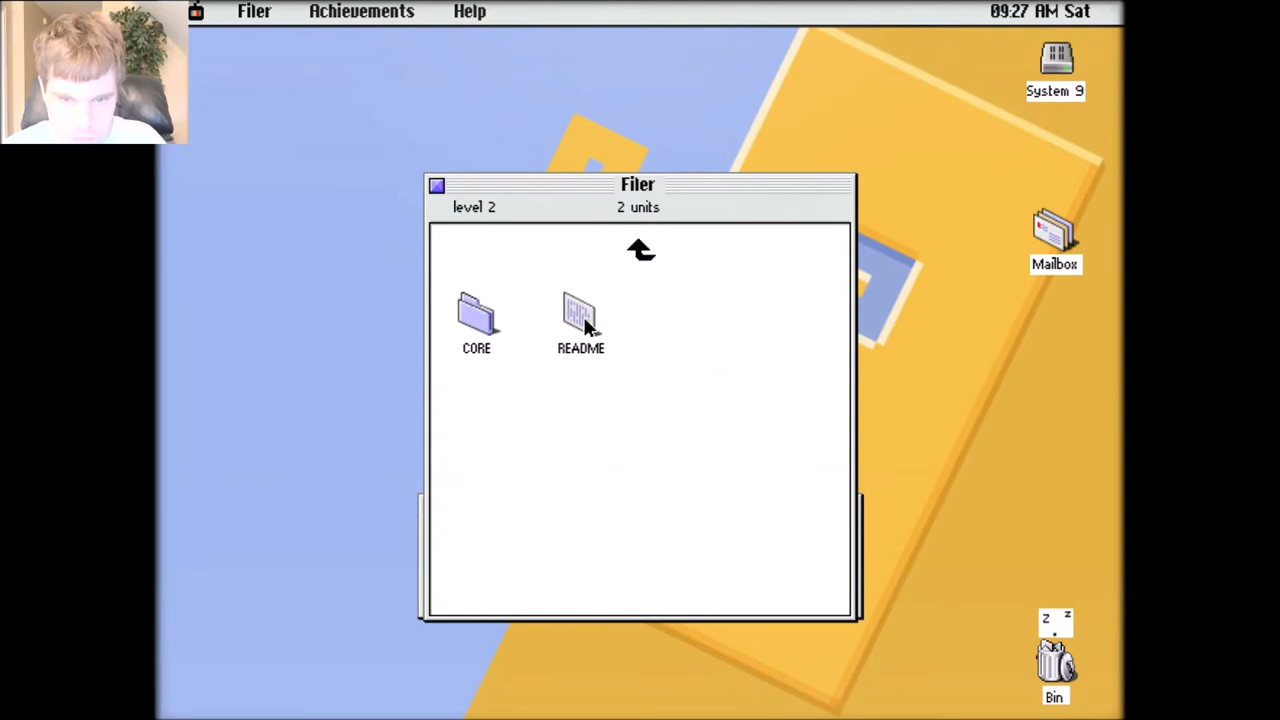 Filer Achievements Help 09:27 AM Sat
System 9
Filer
level 2 2 units
Mailbox
CORE README
z z
Bin